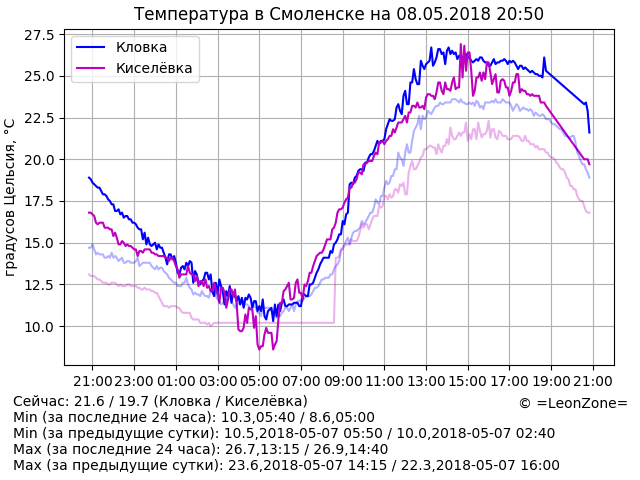 Температура в Смоленске на 08.05.2018 20:50
27.5
25.0
22.5
20.0
17.5
15.0
12.5
10.0
градусов Цельсия, °C
Кловка
Киселёвка
21:00 23:00 01:00 03:00 05:00 07:00 09:00 11:00 13:00 15:00 17:00 19:00 21:00
Сейчас: 21.6 / 19.7 (Кловка / Киселёвка)
© =LeonZone=
Min (за последние 24 часа): 10.3,05:40 / 8.6,05:00
Min (за предыдущие сутки): 10.5,2018-05-07 05:50 / 10.0,2018-05-07 02:40
Max (за последние 24 часа): 26.7,13:15 / 26.9,14:40
Max (за предыдущие сутки): 23.6,2018-05-07 14:15 / 22.3,2018-05-07 16:00